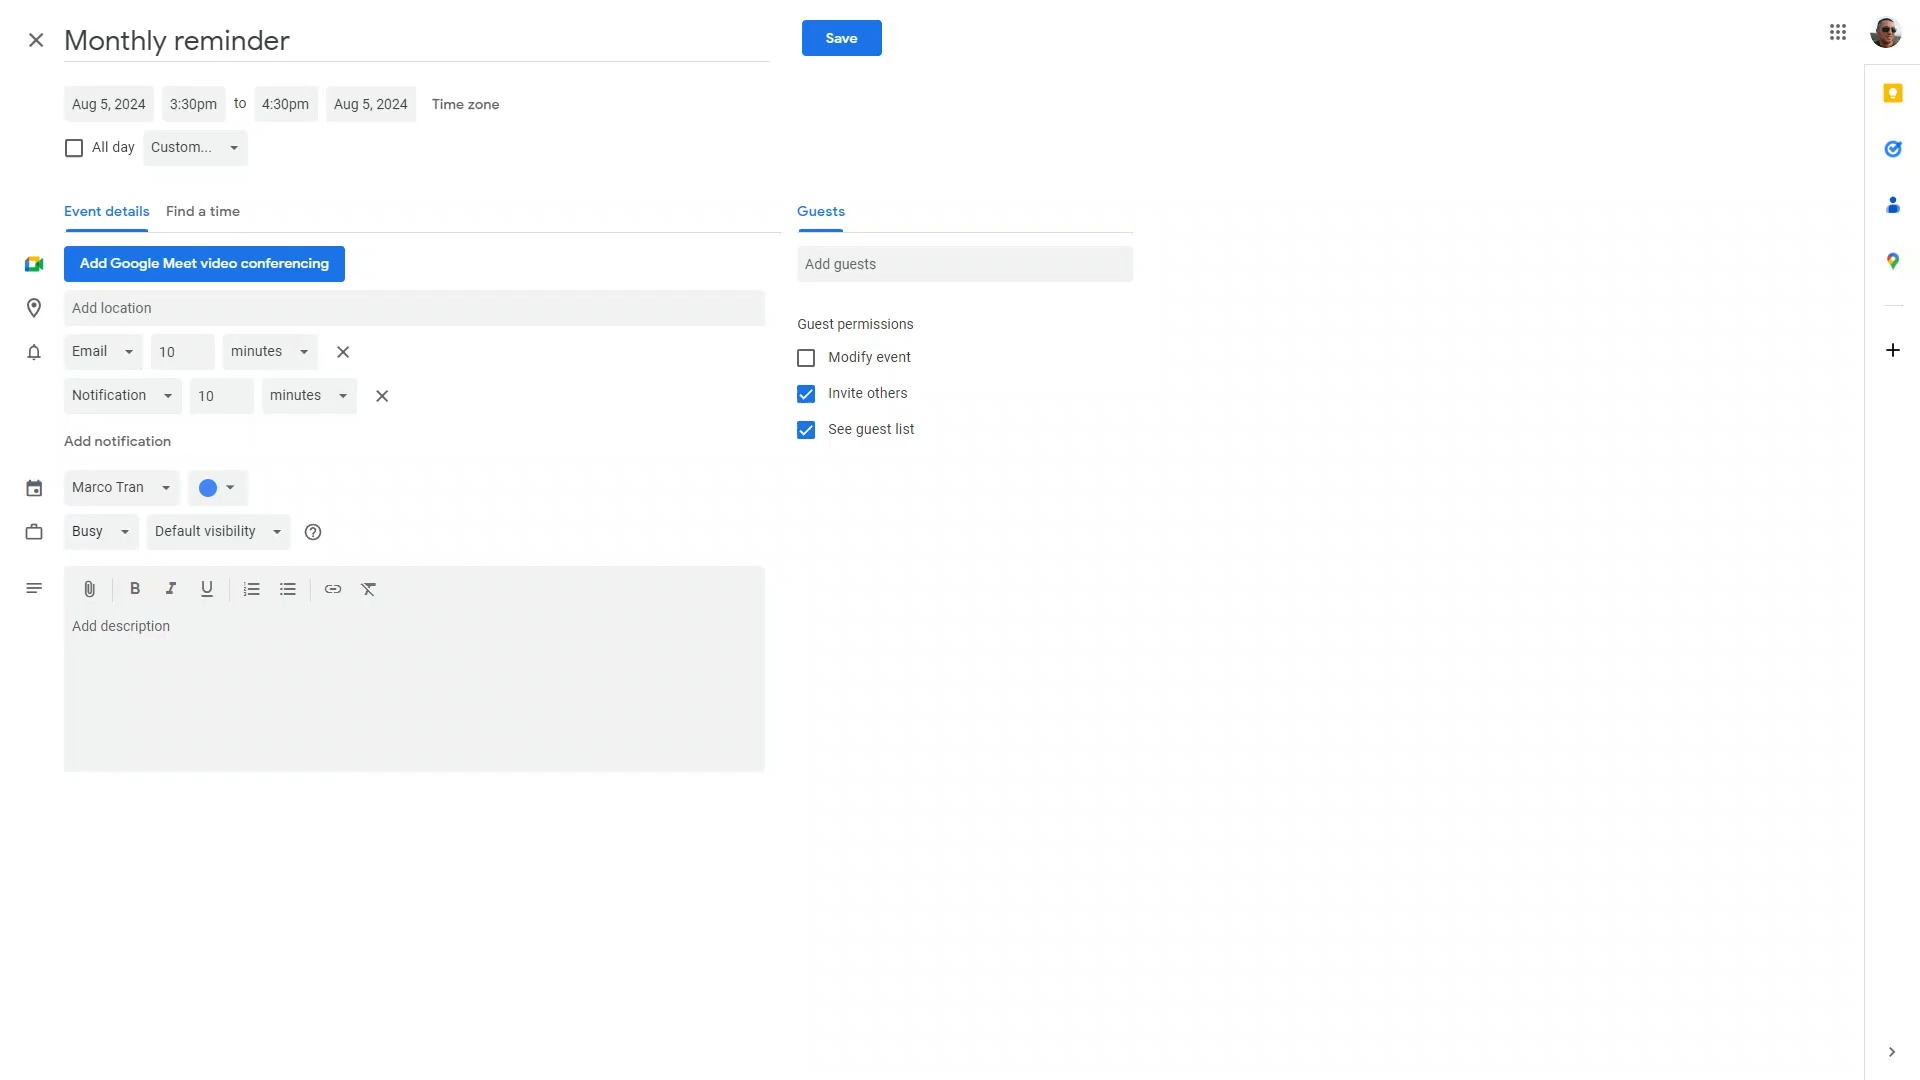 Monthly reminder
Save
Aug 5, 2024 3:30pm to 4:30pm Aug 5, 2024 Time zone
All day Custom...
Event details Find a time
Guests
Add Google Meet video conferencing
Add guests
Add location
Guest permissions
Email 10 minutes
Modify event
Notification 10 minutes
Invite others
See guest list
Add notification
Marco Tran
Busy Default visibility
Add description